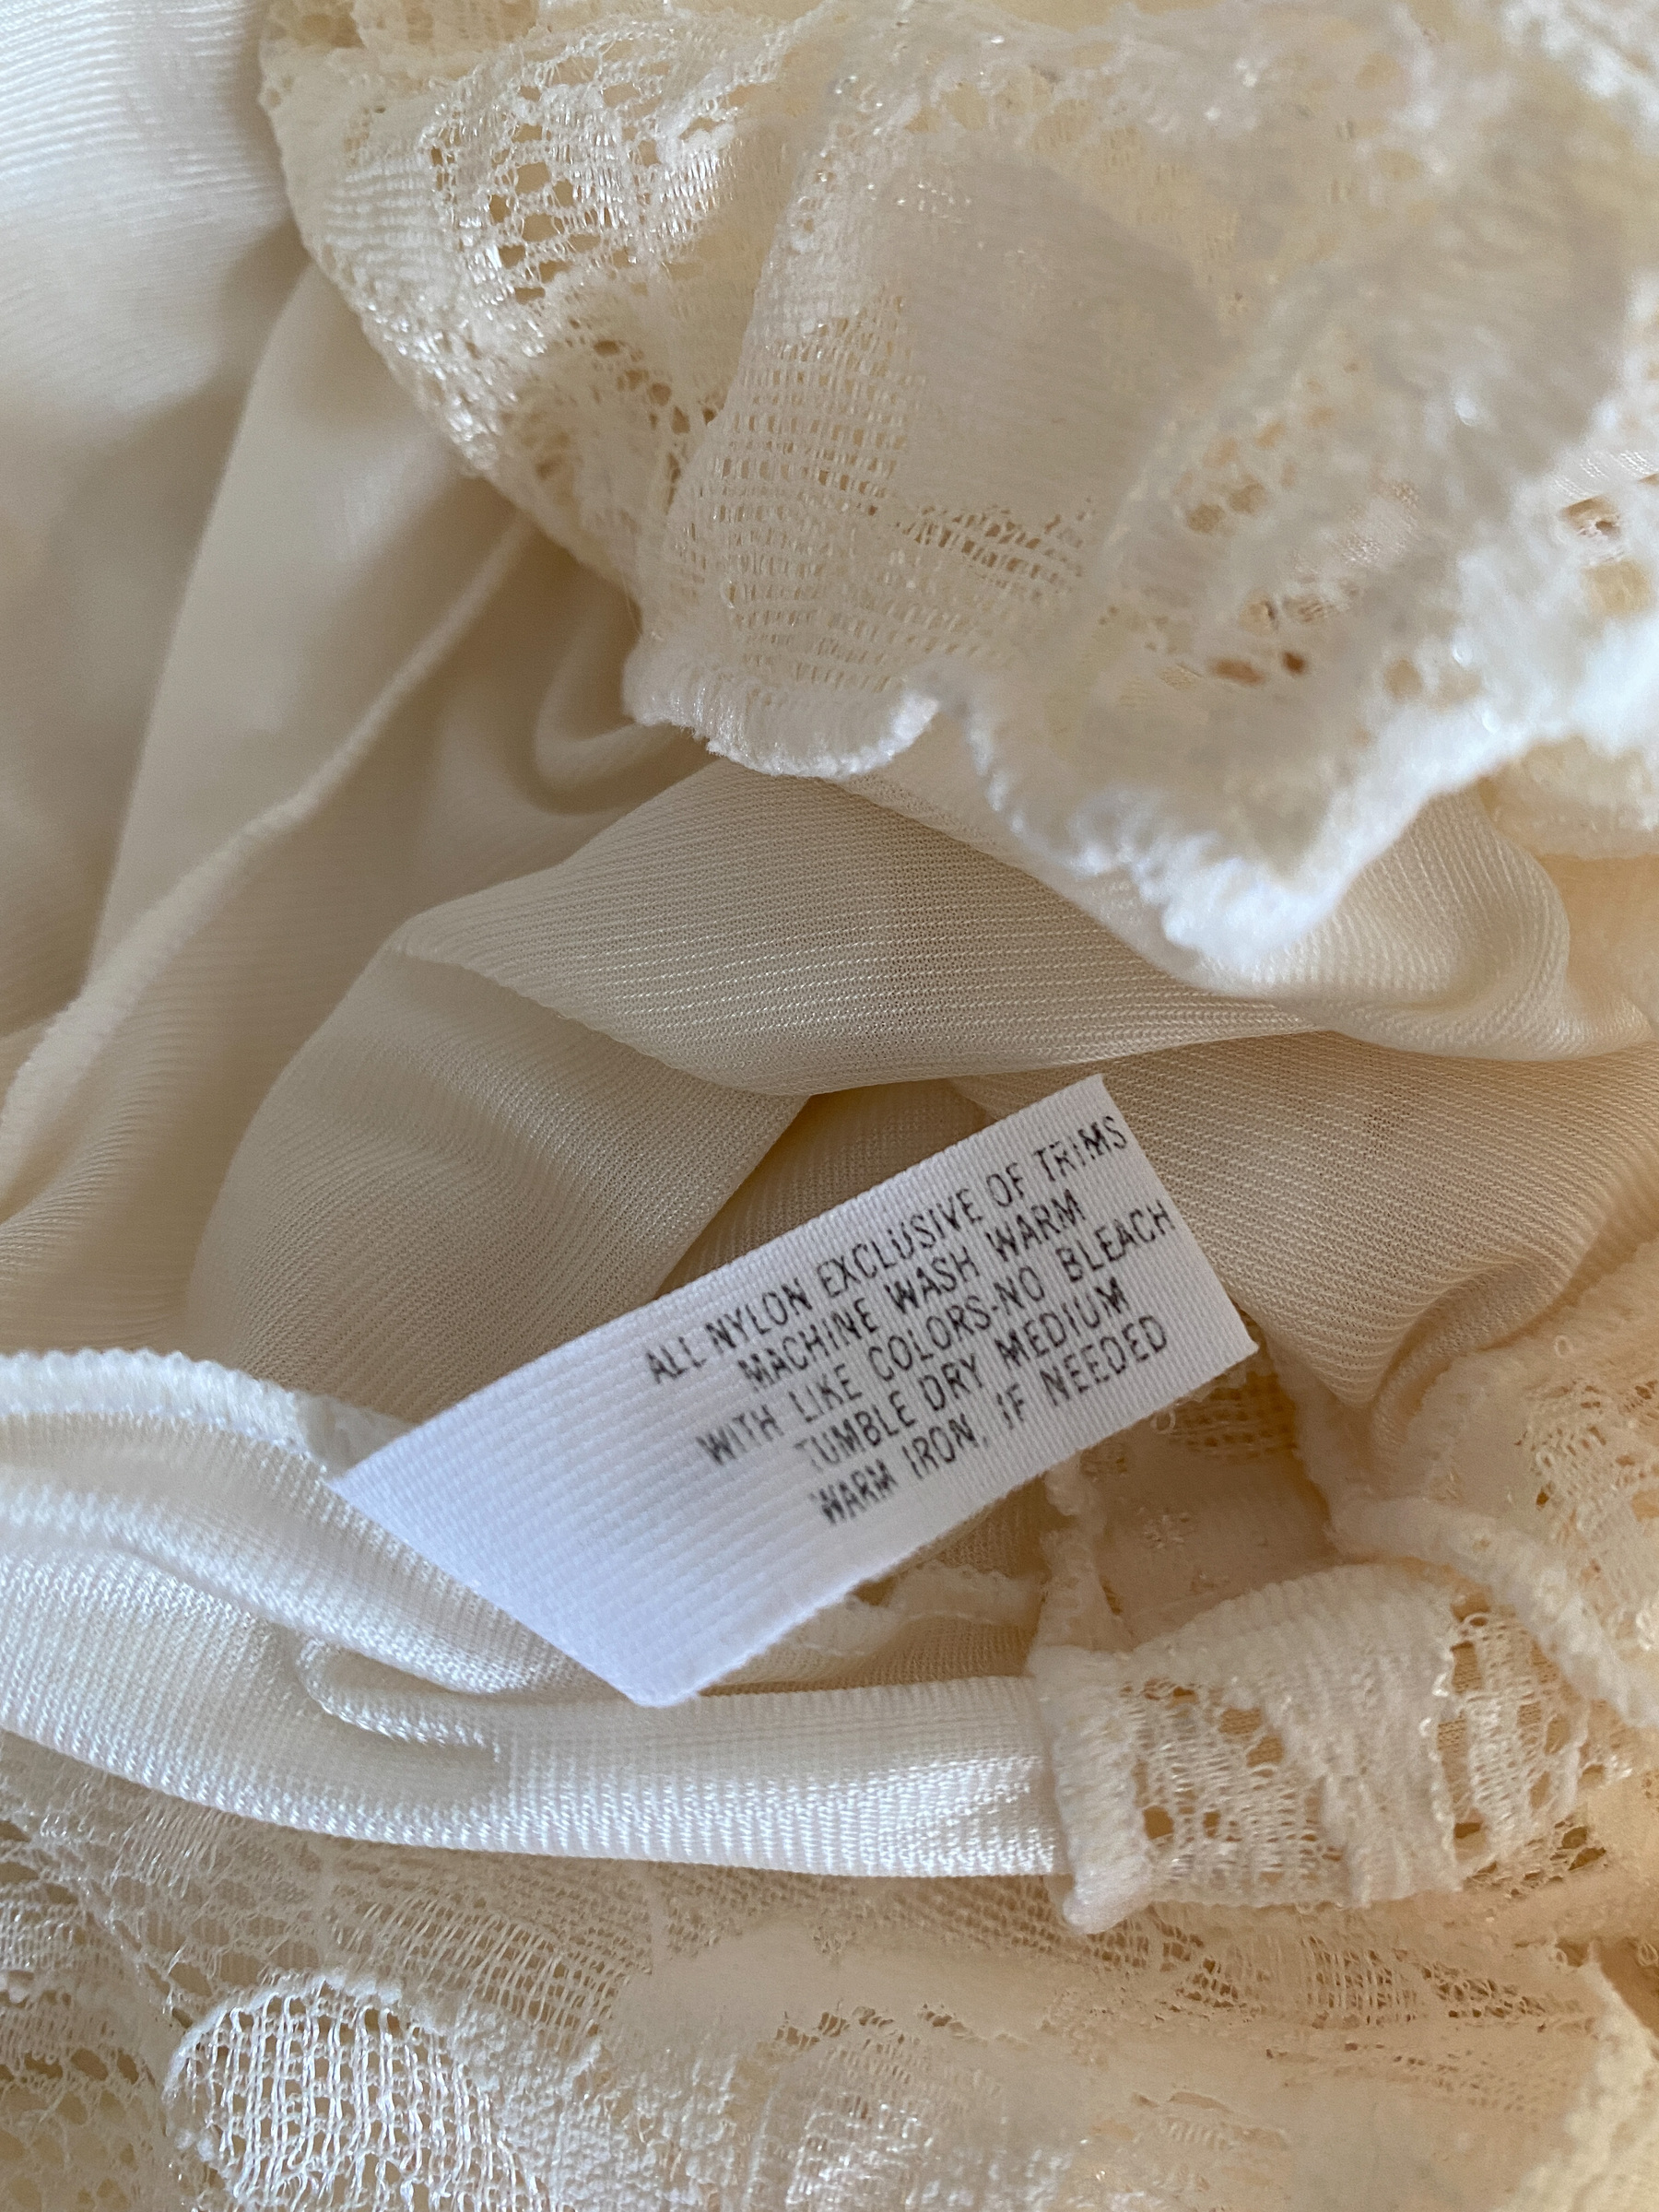 ALL NYLON EXCLUSIVE OF TRIMS
MACHINE WASH WARM
WITH LIKE COLORS-NO BLEACH
TUMBLE DRY MEDIUM
WARM IRON, IF NEEDED